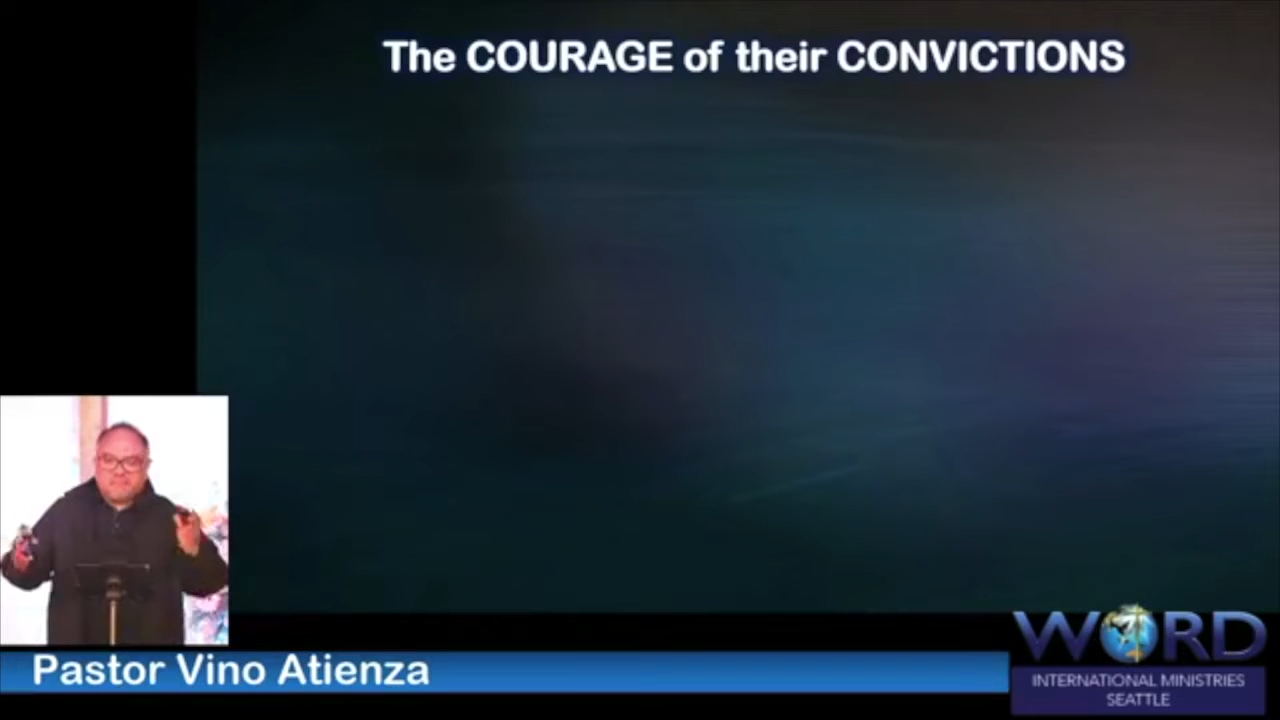 The COURAGE of their CONVICTIONS
Pastor Vino Atienza
WORD
INTERNATIONAL MINISTRIES
SEATTLE